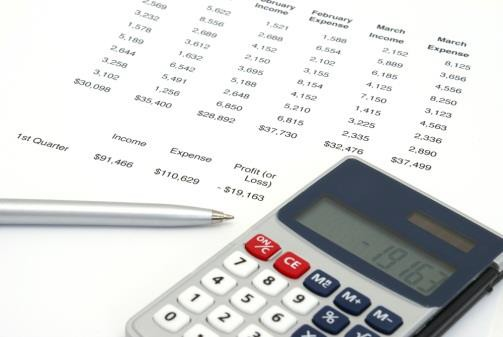 Income February March March
Expense Income Expense
5,622 1,521 1,588 2,152 8,125
2,569 8,556 2,688 6,554 5,889 3,656
3,232 2,689 4,152 2,102 6,185 4,556
1,578 3,612 2,150 3,155 4,125 8,250
5,189 1,632 3,695 8,154 7,150 3,123
2,644 6,542 5,188 4,152 1,415 4,563
3,258 5,491 2,648 5,210 3,225 2,336
3,102 1,256 6,850 6,815 2,335 2,890
$30,098 $35,400 $28,892 $37,730 $32,476 $37,499
Income Expense Profit (or
Loss)
1st Quarter $91,466 $110,629 - $19,163
-19163
ON/C CE
7 8 9 M+ M-
4 5 6 %
1 2